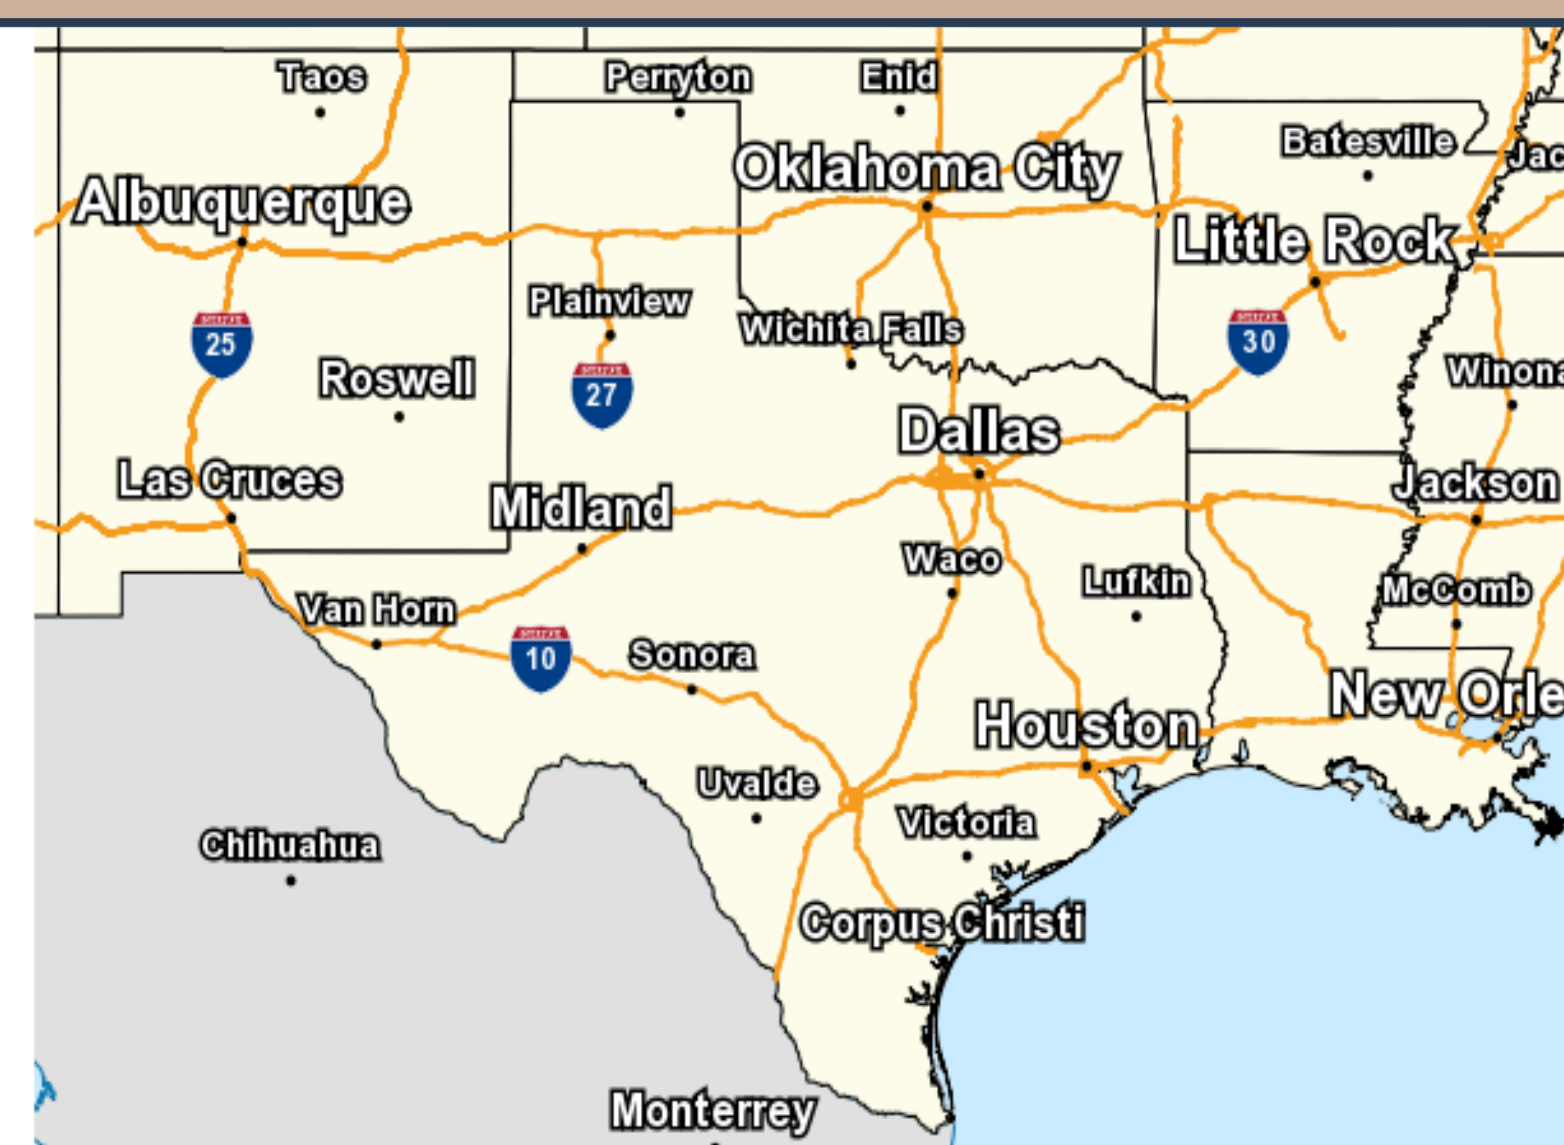 Taos
Perryton
Enid
Batesville
Oklahoma City
Albuquerque
Little Rock
Plainview
Wichita Falls
25
30
Roswell
27
Winona
Dallas
Las Cruces
Jackson
Midland
Waco
Lufkin
McComb
Van Horn
10
Sonora
New Orle
Houston
Uvalde
Victoria
Chihuahua
Corpus Christi
Monterrey